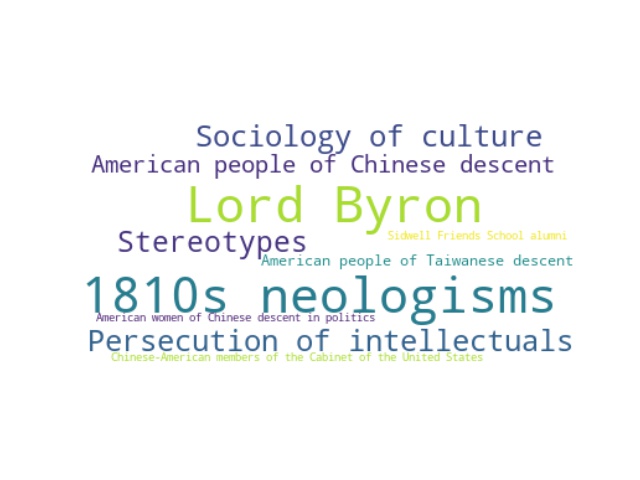 Sociology of culture
American people of Chinese descent
Lord Byron
Sidwell Friends School alumni
Stereotypes
American people of Taiwanese descent
1810s neologisms
American women of Chinese descent in politics
Persecution of intellectuals
Chinese-American members of the Cabinet of the United States